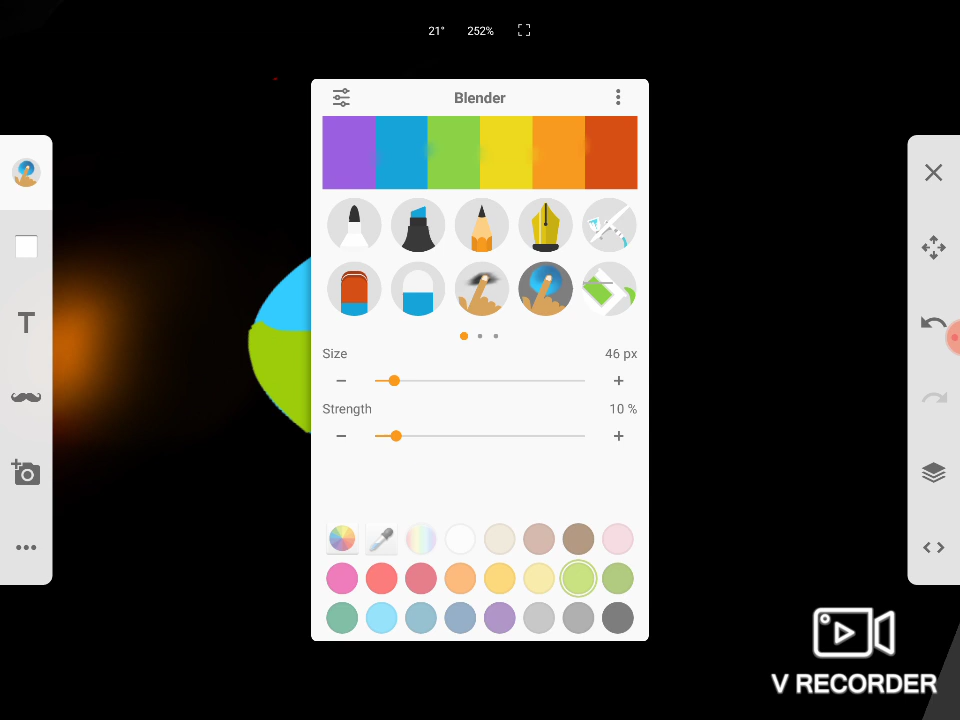 21° 252%
Blender
Size 46 px
Strength 10 %
T
V RECORDER